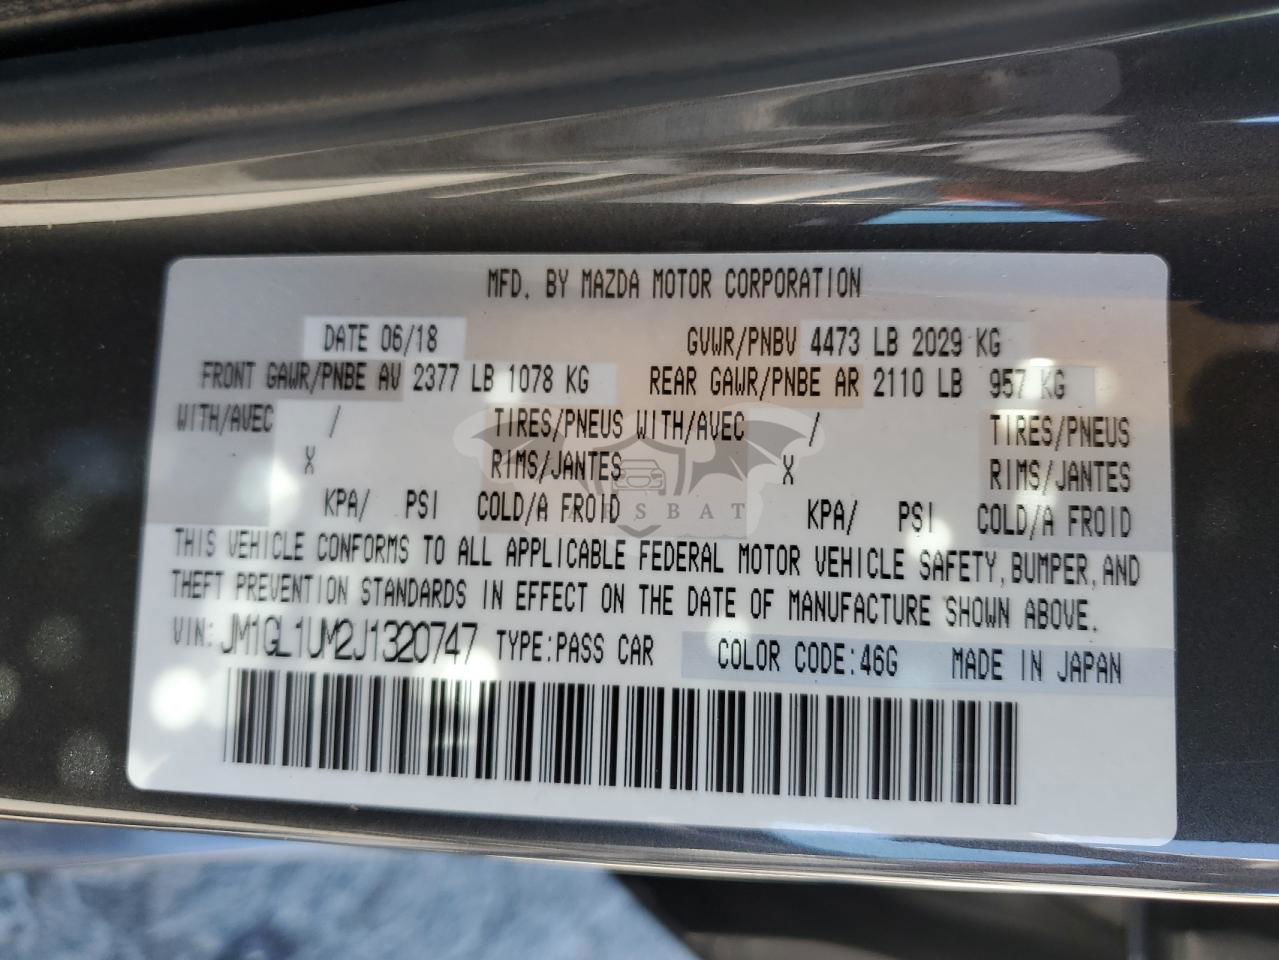 MFD. BY MAZDA MOTOR CORPORATION
DATE 06/18 GVWR/PNBV 4473 LB 2029 KG
FRONT GAWR/PNBE AV 2377 LB 1078 KG REAR GAWR/PNBE AR 2110 LB 957 KG
WITH/AVEC / TIRES/PNEUS WITH/AVEC / TIRES/PNEUS
X RIMS/JANTES X RIMS/JANTES
KPA/ PSI COLD/A FROID KPA/ PSI COLD/A FROID
THIS VEHICLE CONFORMS TO ALL APPLICABLE FEDERAL MOTOR VEHICLE SAFETY, BUMPER, AND
THEFT PREVENTION STANDARDS IN EFFECT ON THE DATE OF MANUFACTURE SHOWN ABOVE.
VIN: JM1GL1UM2J1320747 TYPE:PASS CAR COLOR CODE:46G MADE IN JAPAN